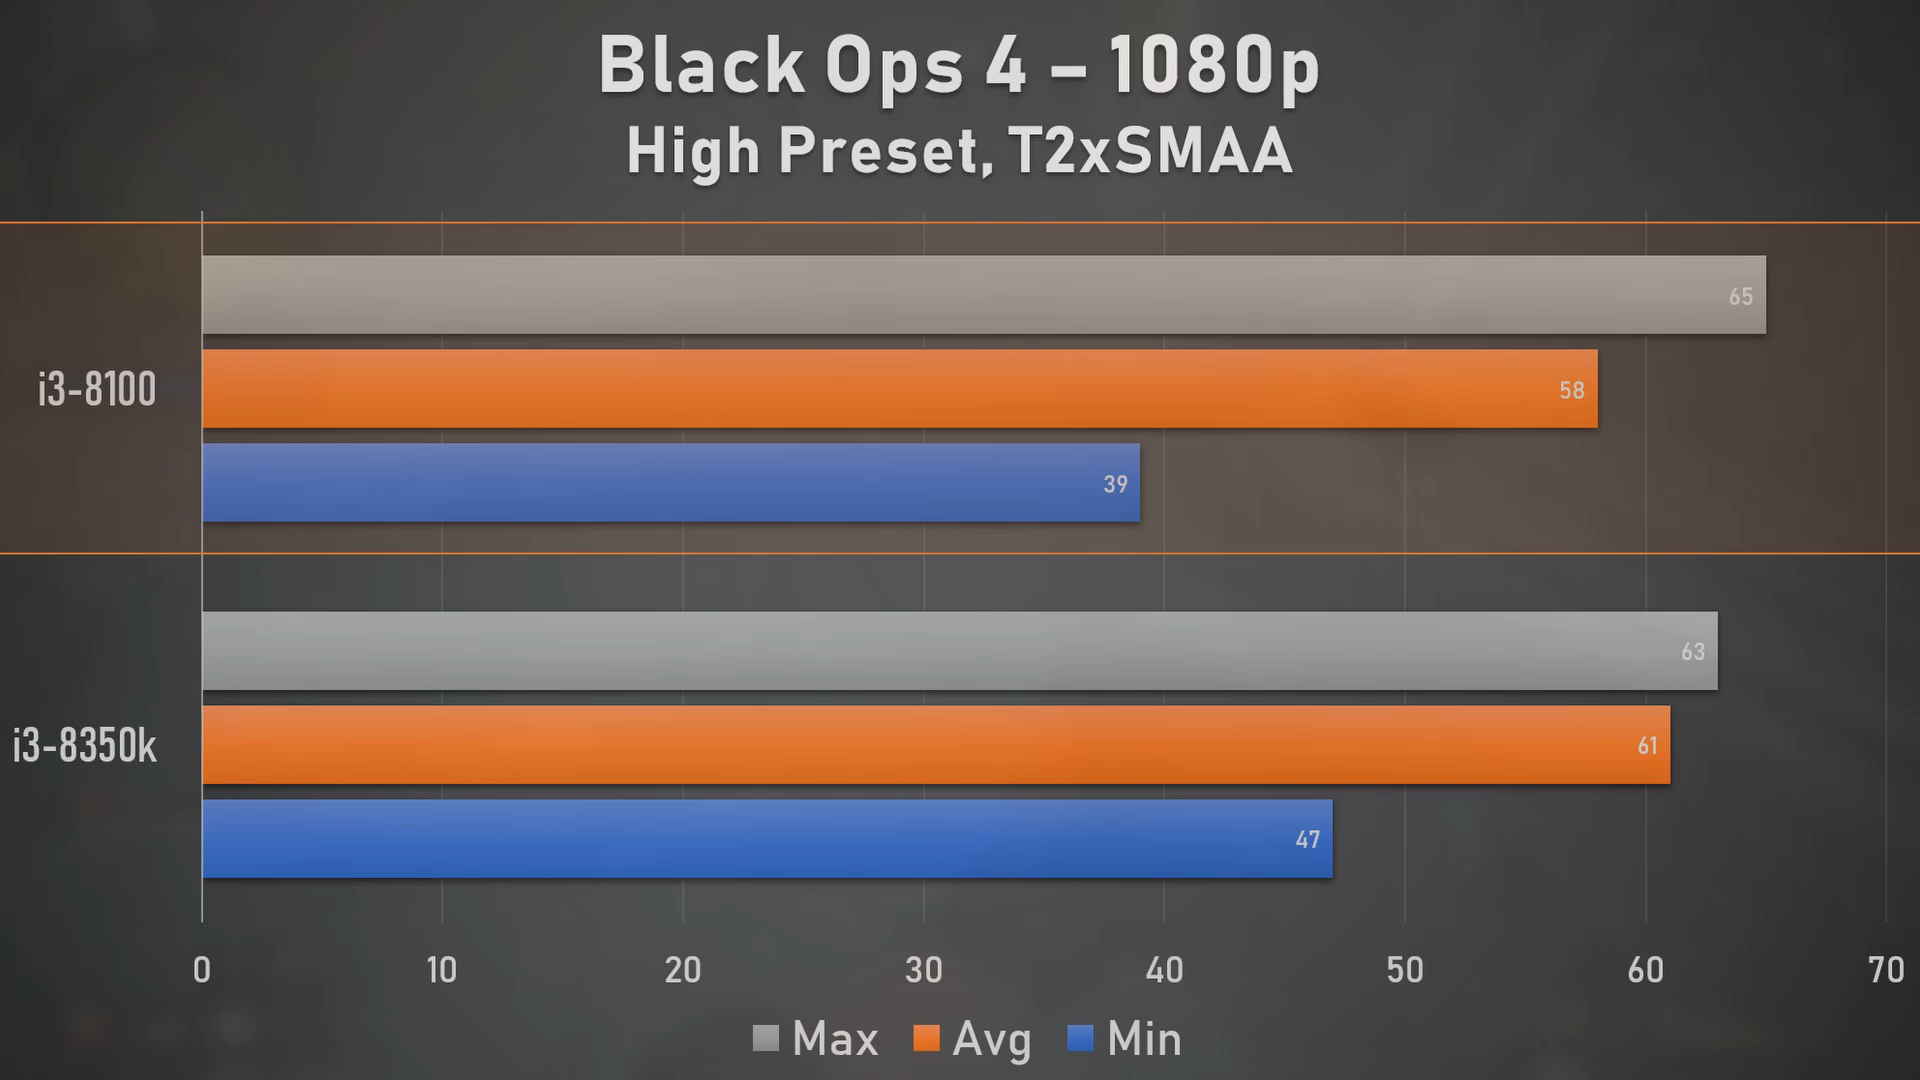 Black Ops 4 – 1080p
High Preset, T2xSMAA
65
i3-8100
58
39
63
i3-8350k
61
47
0 10 20 30 40 50 60 70
Max Avg Min